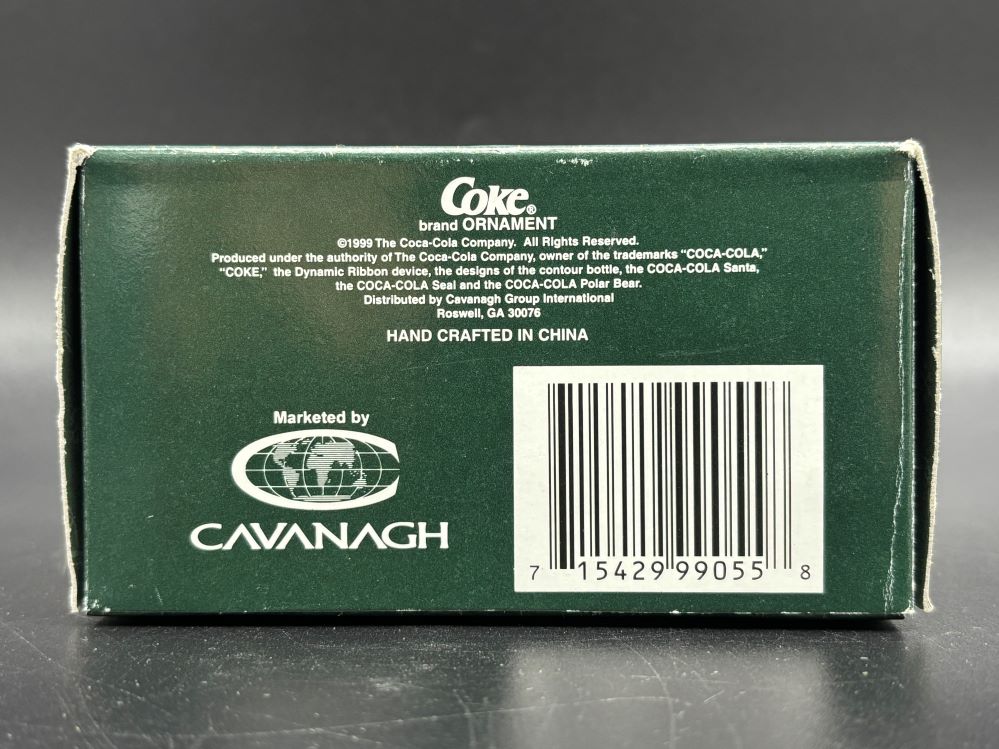 Coke®
brand ORNAMENT
©1999 The Coca-Cola Company. All Rights Reserved.
Produced under the authority of The Coca-Cola Company, owner of the trademarks “COCA-COLA,”
“COKE,” the Dynamic Ribbon device, the designs of the contour bottle, the COCA-COLA Santa,
the COCA-COLA Seal and the COCA-COLA Polar Bear.
Distributed by Cavanagh Group International
Roswell, GA 30076
HAND CRAFTED IN CHINA
Marketed by
CAVANAGH
7 15429 99055 8